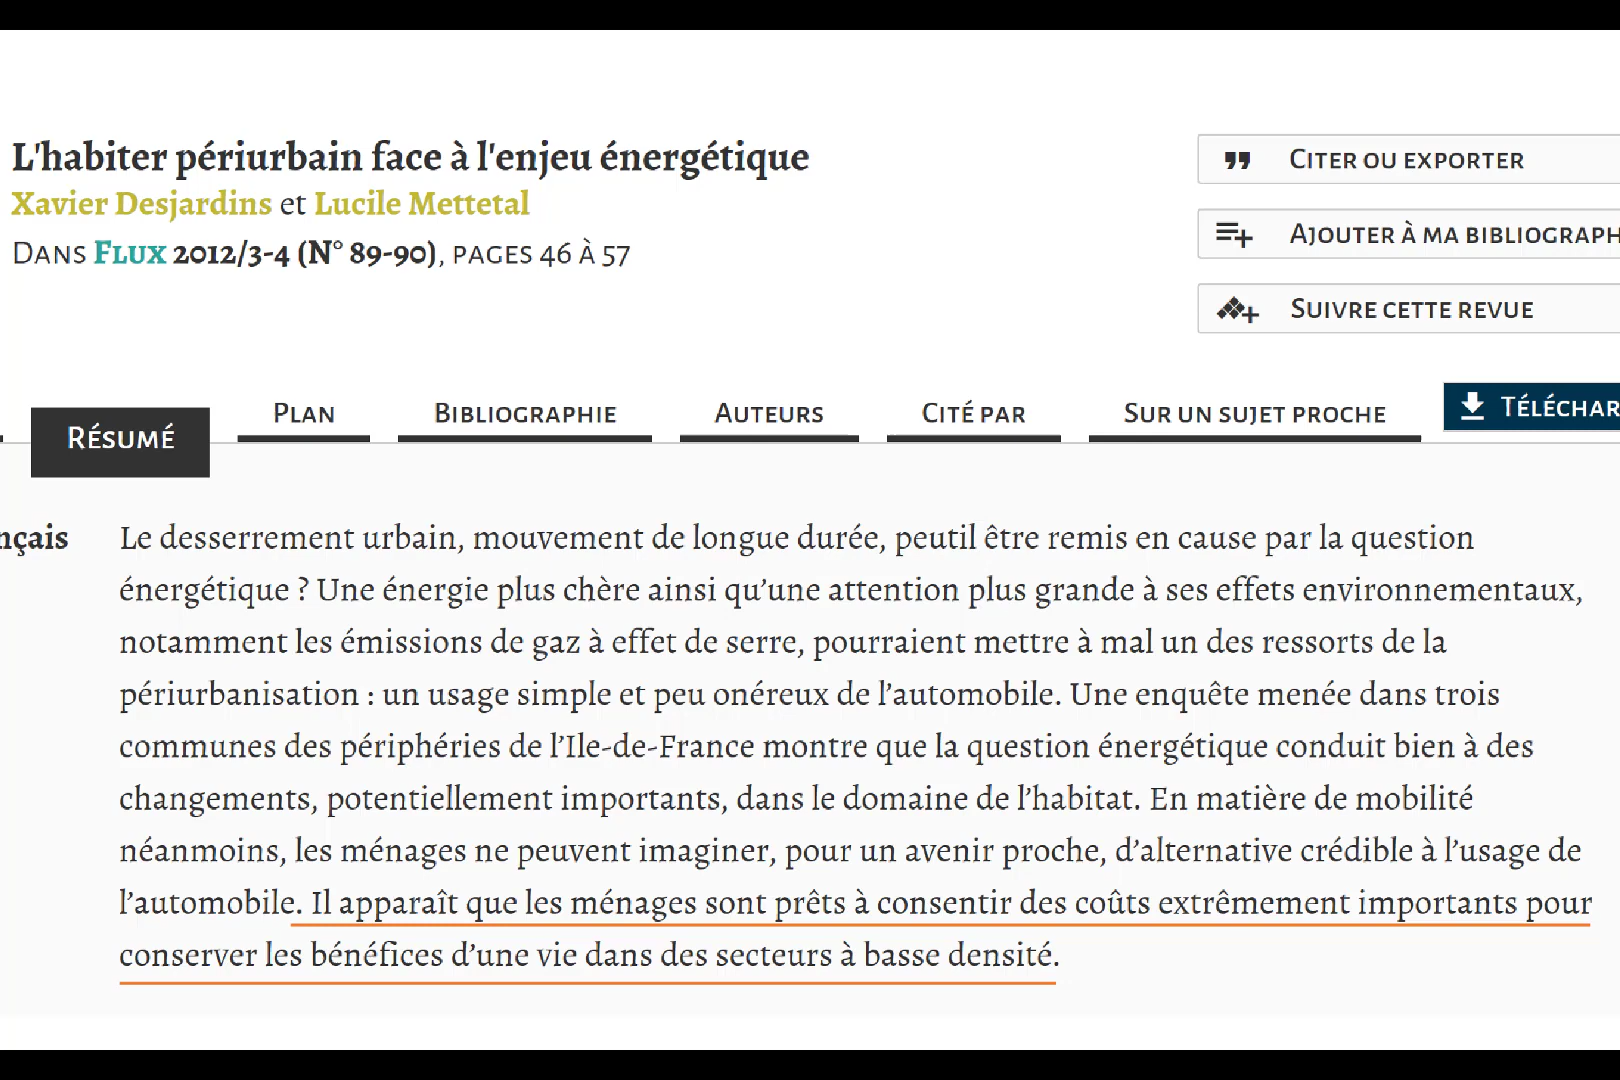 L'habiter périurbain face à l'enjeu énergétique
Xavier Desjardins et Lucile Mettetal
Dans Flux 2012/3-4 (N° 89-90), pages 46 à 57
Citer ou exporter
Ajouter à ma bibliograph
Suivre cette revue
Résumé
Plan
Bibliographie
Auteurs
Cité par
Sur un sujet proche
Téléchar
nçais
Le desserrement urbain, mouvement de longue durée, peutil être remis en cause par la question
énergétique ? Une énergie plus chère ainsi qu’une attention plus grande à ses effets environnementaux,
notamment les émissions de gaz à effet de serre, pourraient mettre à mal un des ressorts de la
périurbanisation : un usage simple et peu onéreux de l’automobile. Une enquête menée dans trois
communes des périphéries de l’Ile-de-France montre que la question énergétique conduit bien à des
changements, potentiellement importants, dans le domaine de l’habitat. En matière de mobilité
néanmoins, les ménages ne peuvent imaginer, pour un avenir proche, d’alternative crédible à l’usage de
l’automobile. Il apparaît que les ménages sont prêts à consentir des coûts extrêmement importants pour
conserver les bénéfices d’une vie dans des secteurs à basse densité.